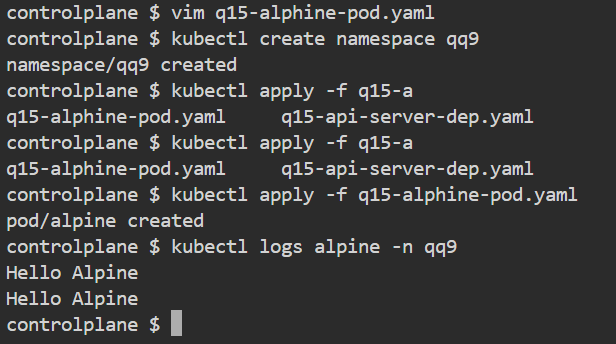 controlplane $ vim q15-alphine-pod.yaml
controlplane $ kubectl create namespace qq9
namespace/qq9 created
controlplane $ kubectl apply -f q15-a
q15-alphine-pod.yaml     q15-api-server-dep.yaml
controlplane $ kubectl apply -f q15-a
q15-alphine-pod.yaml     q15-api-server-dep.yaml
controlplane $ kubectl apply -f q15-alphine-pod.yaml
pod/alpine created
controlplane $ kubectl logs alpine -n qq9
Hello Alpine
Hello Alpine
controlplane $